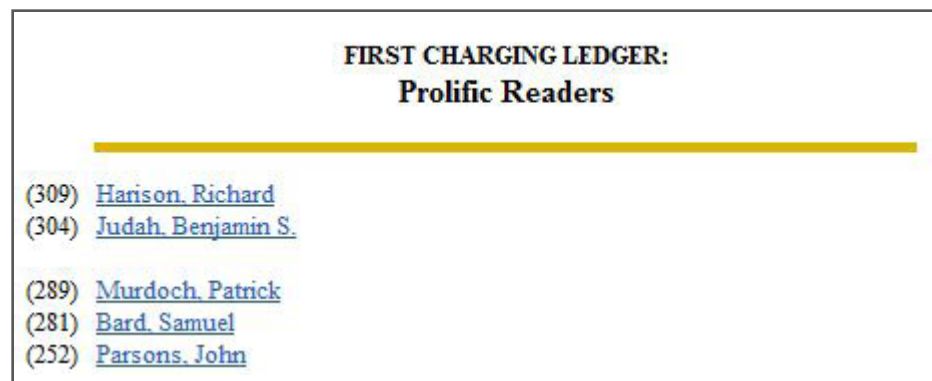 FIRST CHARGING LEDGER:
Prolific Readers
(309) Harison, Richard
(304) Judah, Benjamin S.
(289) Murdoch, Patrick
(281) Bard, Samuel
(252) Parsons, John